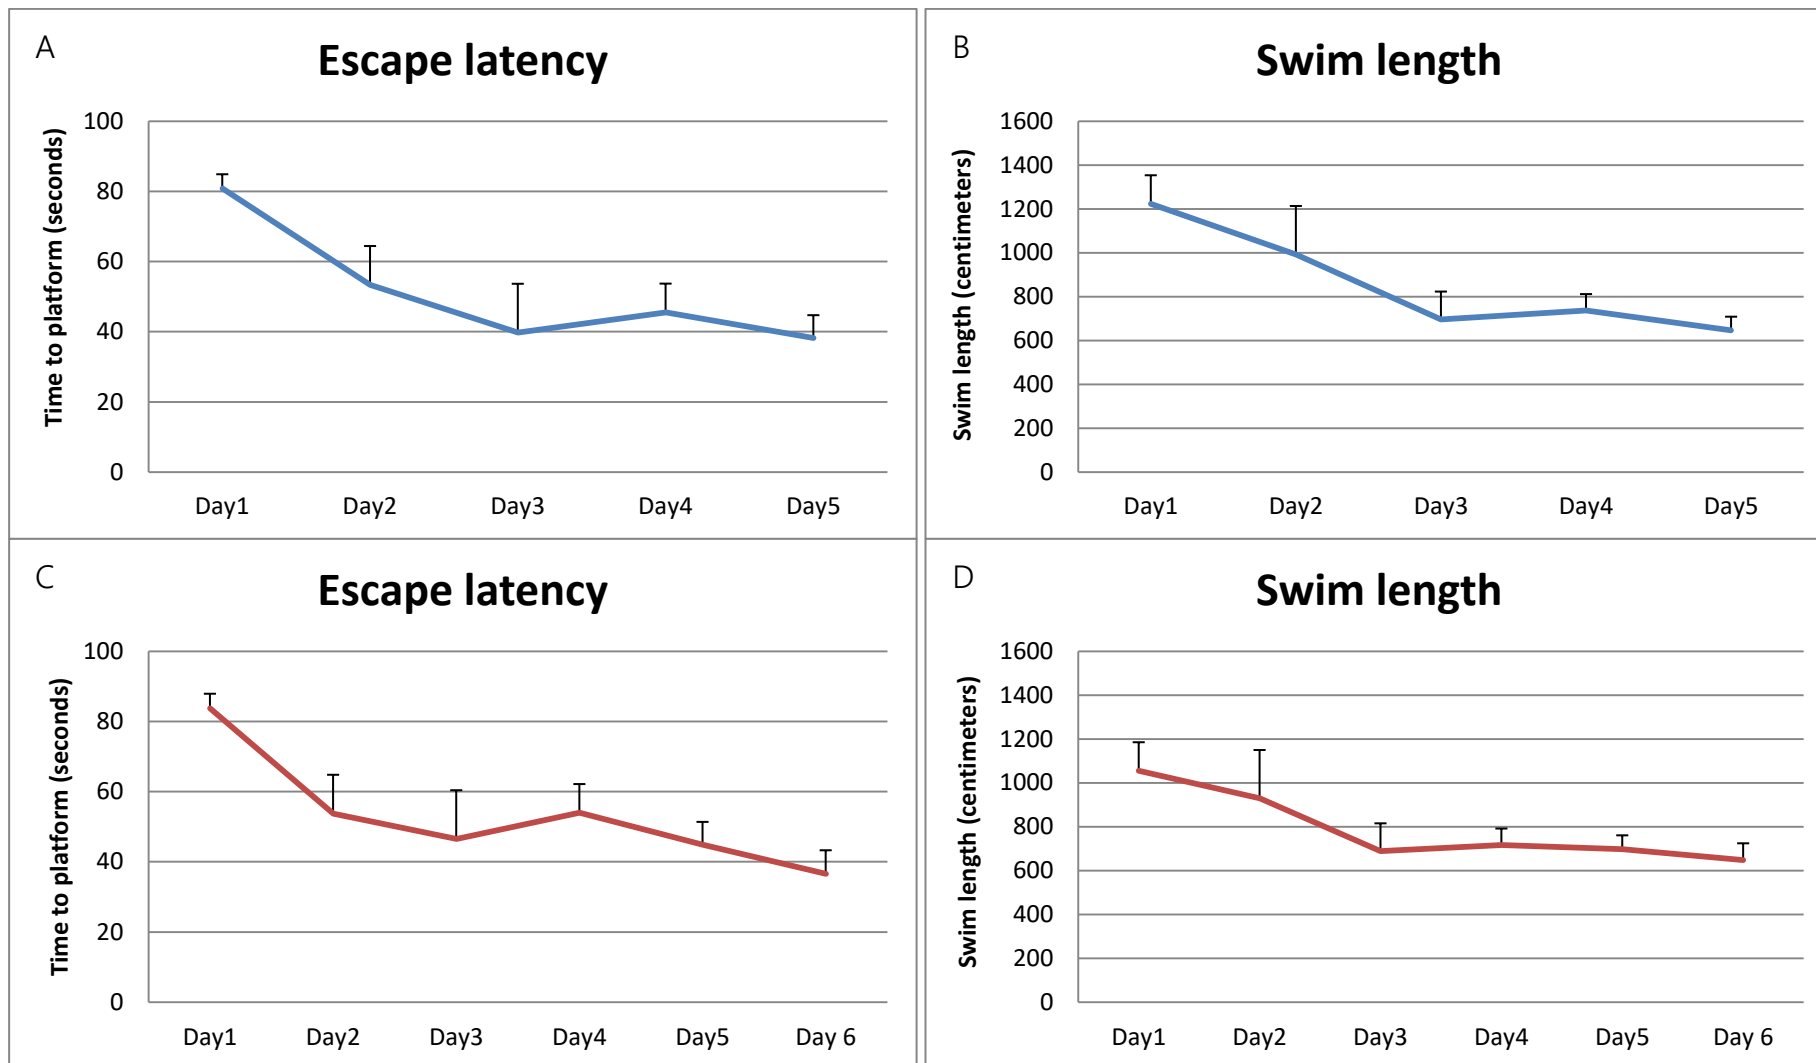 A
Escape latency
Time to platform (seconds)
100
80
60
40
20
0
Day1 Day2 Day3 Day4 Day5
B
Swim length
Swim length (centimeters)
1600
1400
1200
1000
800
600
400
200
0
Day1 Day2 Day3 Day4 Day5
C
Escape latency
Time to platform (seconds)
100
80
60
40
20
0
Day1 Day2 Day3 Day4 Day5 Day 6
D
Swim length
Swim length (centimeters)
1600
1400
1200
1000
800
600
400
200
0
Day1 Day2 Day3 Day4 Day5 Day 6